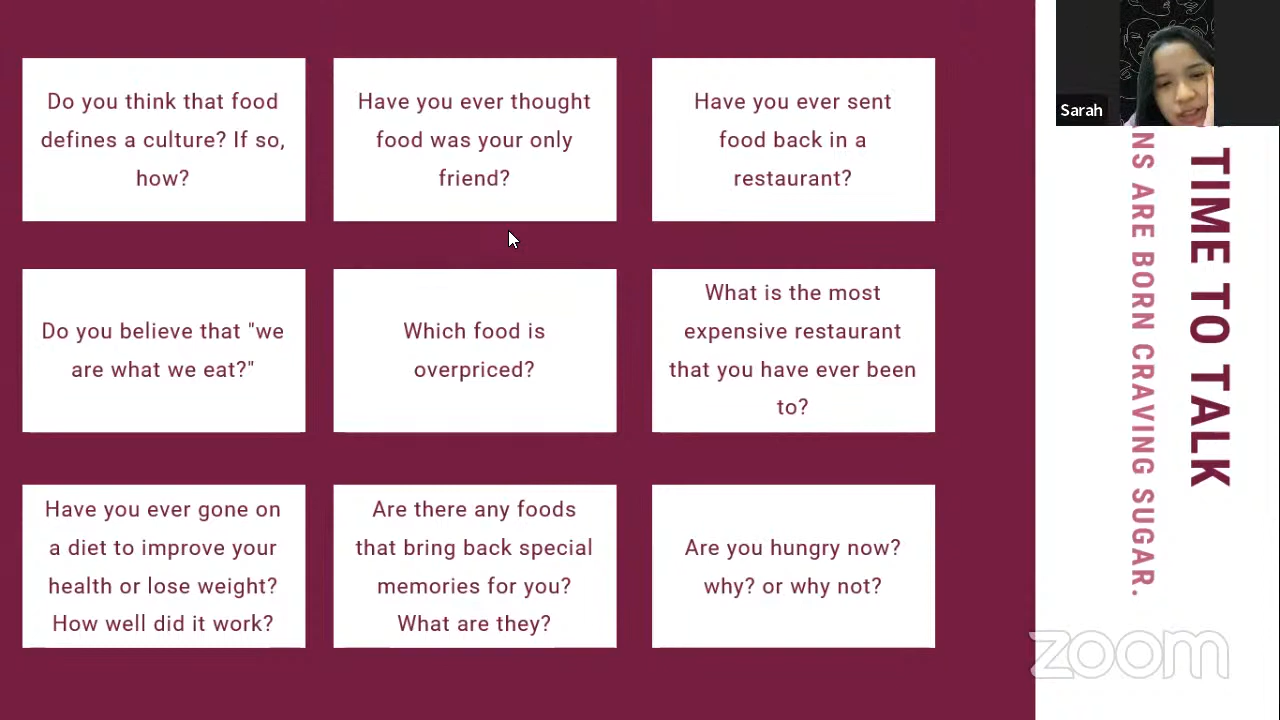 Do you think that food
defines a culture? If so,
how?
Have you ever thought
food was your only
friend?
Have you ever sent
food back in a
restaurant?
Do you believe that "we
are what we eat?"
Which food is
overpriced?
What is the most
expensive restaurant
that you have ever been
to?
Have you ever gone on
a diet to improve your
health or lose weight?
How well did it work?
Are there any foods
that bring back special
memories for you?
What are they?
Are you hungry now?
why? or why not?
Sarah
TIME TO TALK
ARE BORN CRAVING SUGAR.
zoom